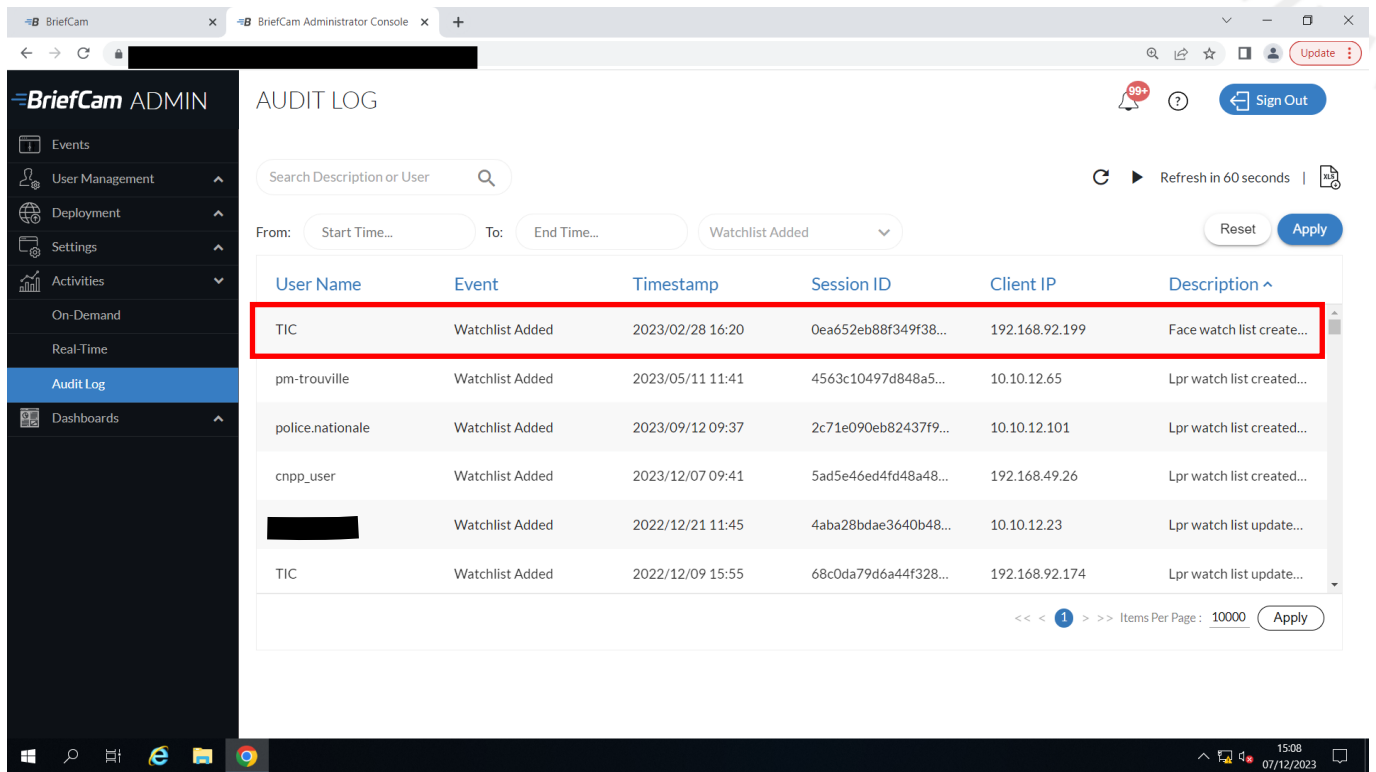 BriefCam
BriefCam Administrator Console
Update
BriefCam ADMIN
AUDIT LOG
99+
Sign Out
Events
User Management
Deployment
Settings
Activities
On-Demand
Real-Time
Audit Log
Dashboards
Search Description or User
Refresh in 60 seconds |
XLS
From: Start Time... To: End Time... Watchlist Added Reset Apply
User Name Event Timestamp Session ID Client IP Description
TIC Watchlist Added 2023/02/28 16:20 0ea652eb88f349f38... 192.168.92.199 Face watch list create...
pm-trouville Watchlist Added 2023/05/11 11:41 4563c10497d848a5... 10.10.12.65 Lpr watch list created...
police.nationale Watchlist Added 2023/09/12 09:37 2c71e090eb82437f9... 10.10.12.101 Lpr watch list created...
cnpp_user Watchlist Added 2023/12/07 09:41 5ad5e46ed4fd48a48... 192.168.49.26 Lpr watch list created...
Watchlist Added 2022/12/21 11:45 4aba28bdae3640b48... 10.10.12.23 Lpr watch list update...
TIC Watchlist Added 2022/12/09 15:55 68c0da79d6a44f328... 192.168.92.174 Lpr watch list update...
<< < 1 > >> Items Per Page : 10000 Apply
15:08
07/12/2023